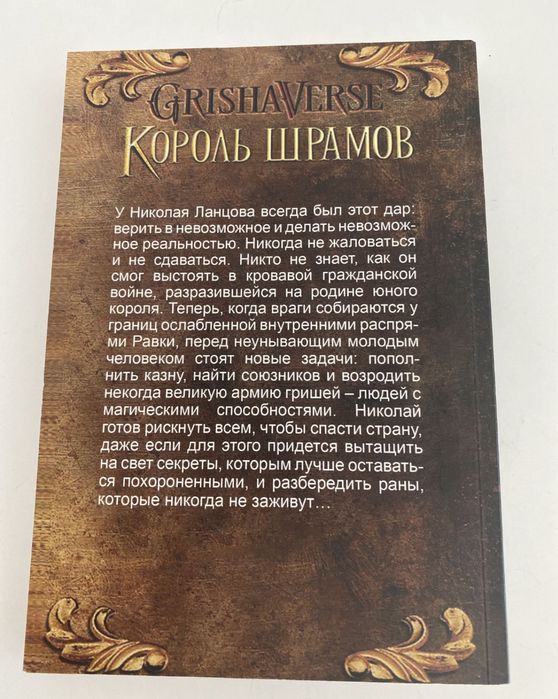 GRISHAVERSE
КОРОЛЬ ШРАМОВ
У Николая Ланцова всегда был этот дар:
верить в невозможное и делать невозмож-
ное реальностью. Никогда не жаловаться
и не сдаваться. Никто не знает, как он
смог выстоять в кровавой гражданской
войне, разразившейся на родине юного
короля. Теперь, когда враги собираются у
границ ослабленной внутренними распря-
ми Равки, перед неунывающим молодым
человеком стоят новые задачи: попол-
нить казну, найти союзников и возродить
некогда великую армию гришей – людей с
магическими способностями. Николай
готов рискнуть всем, чтобы спасти страну,
даже если для этого придется вытащить
на свет секреты, которым лучше оставать-
ся похороненными, и разбередить раны,
которые никогда не заживут...